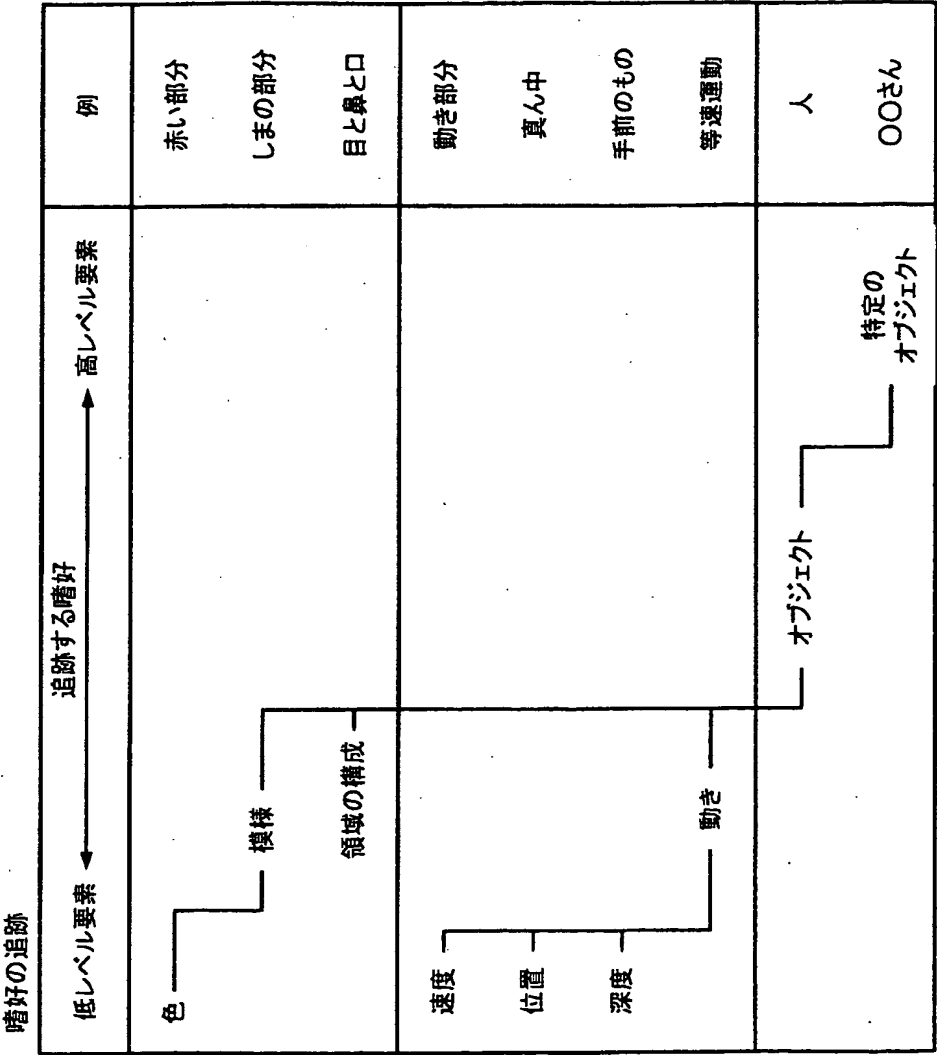 嗜好の追跡
追跡する嗜好
低レベル要素
高レベル要素
例
色
赤い部分
模様
しまの部分
領域の構成
目と鼻と口
速度
動き部分
位置
真ん中
深度
手前のもの
動き
等速運動
オブジェクト
人
特定の
オブジェクト
〇〇さん